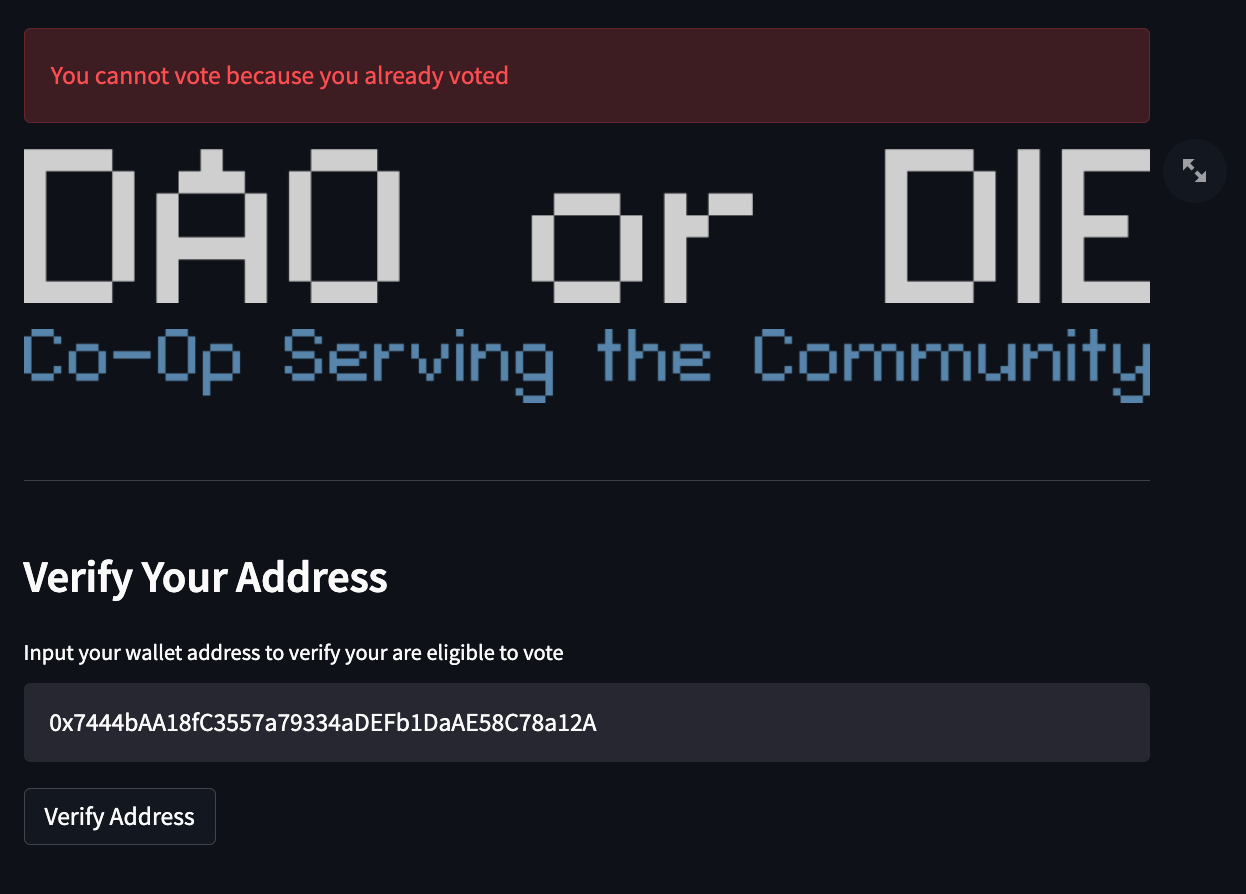 You cannot vote because you already voted
DAO or DIE
Co-Op Serving the Community
Verify Your Address
Input your wallet address to verify your are eligible to vote
0x7444bAA18fC3557a79334aDEFb1DaAE58C78a12A
Verify Address